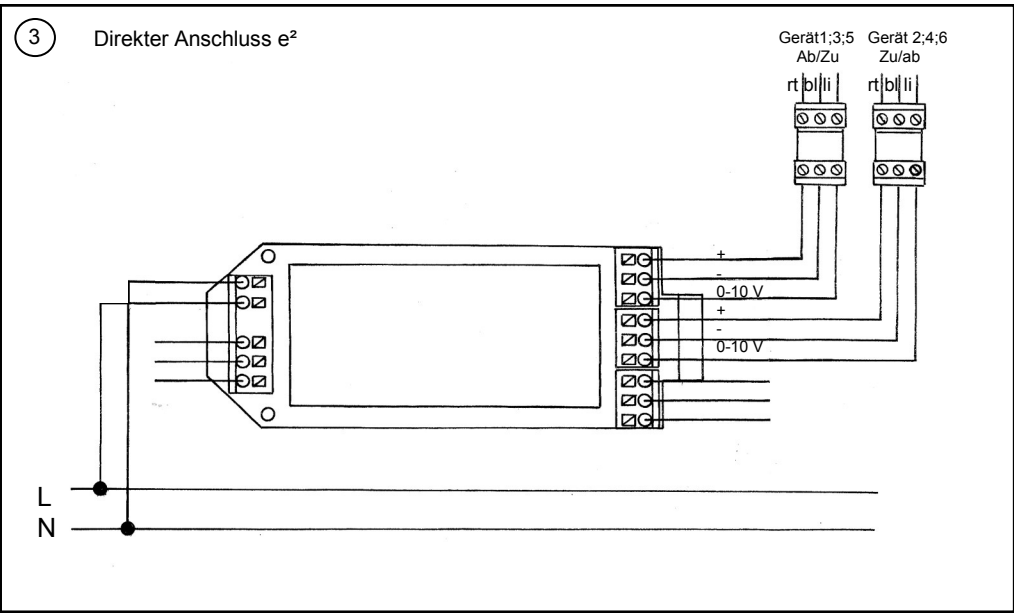 3
Direkter Anschluss e²
Gerät1;3;5 Gerät 2;4;6
Ab/Zu Zu/ab
rt bl li rt bl li
+
-
0-10 V
+
-
0-10 V
L
N